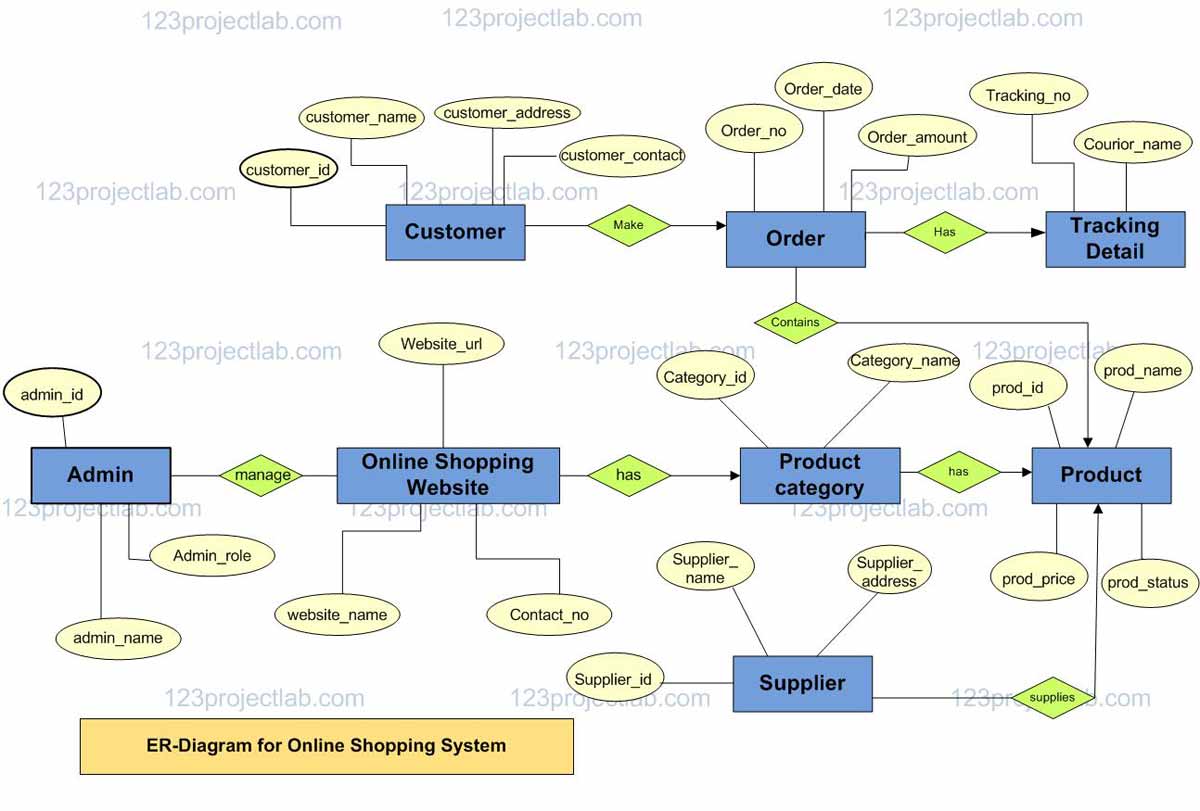 123projectlab.com
123projectlab.com
123projectlab.com
Order_date
Tracking_no
customer_name
customer_address
Order_no
Order_amount
Courior_name
customer_id
customer_contact
123projectlab.com
123projectlab.com
123projectlab.com
Customer
Make
Order
Has
Tracking
Detail
Contains
Website_url
123projectlab.com
123projectlab.com
123projectlab.com
Category_id
Category_name
prod_id
prod_name
admin_id
Admin
manage
Online Shopping
Website
has
Product
category
has
Product
123projectlab.com
123projectlab.com
123projectlab.com
Admin_role
Supplier_
name
Supplier_
address
prod_price
prod_status
admin_name
website_name
Contact_no
Supplier_id
Supplier
supplies
123projectlab.com
123projectlab.com
123projectlab.com
ER-Diagram for Online Shopping System